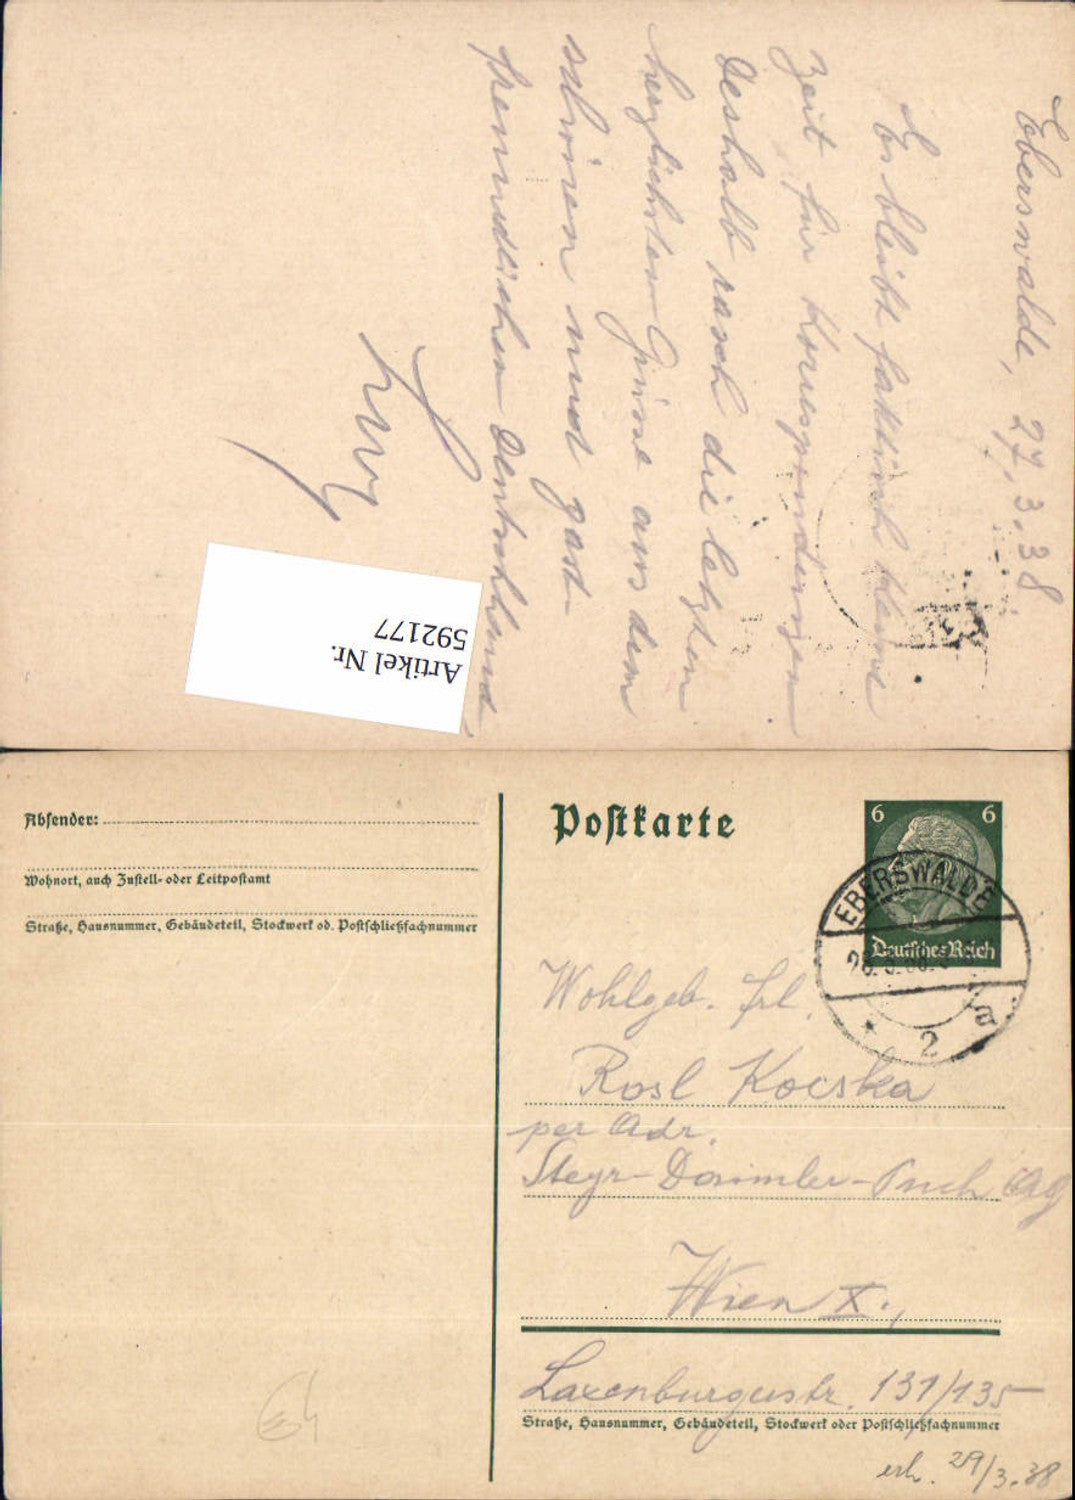 Eberswalde, 27.3.38
Es bleibt faktisch keine
Zeit für Korrespondenzen
Deshalb rasch die letzten
herzlichsten Grüsse aus dem
schönen und gast-
freundlichen Deutschland
Artikel Nr.
592177
Postkarte
6 6
Deutsches Reich
EBERSWALDE
2 a
Absender:
Wohnort, auch Zustell- oder Leitpostamt
Straße, Hausnummer, Gebäudeteil, Stockwerk od. Postschließfachnummer
Wohlgeb. Frl.
Rosl Kocska
per Adr.
Steyr-Daimler-Puch AG
Wien X.,
Laxenburgerstr. 131/135
Straße, Hausnummer, Gebäudeteil, Stockwerk oder Postschließfachnummer
erh. 29/3.38